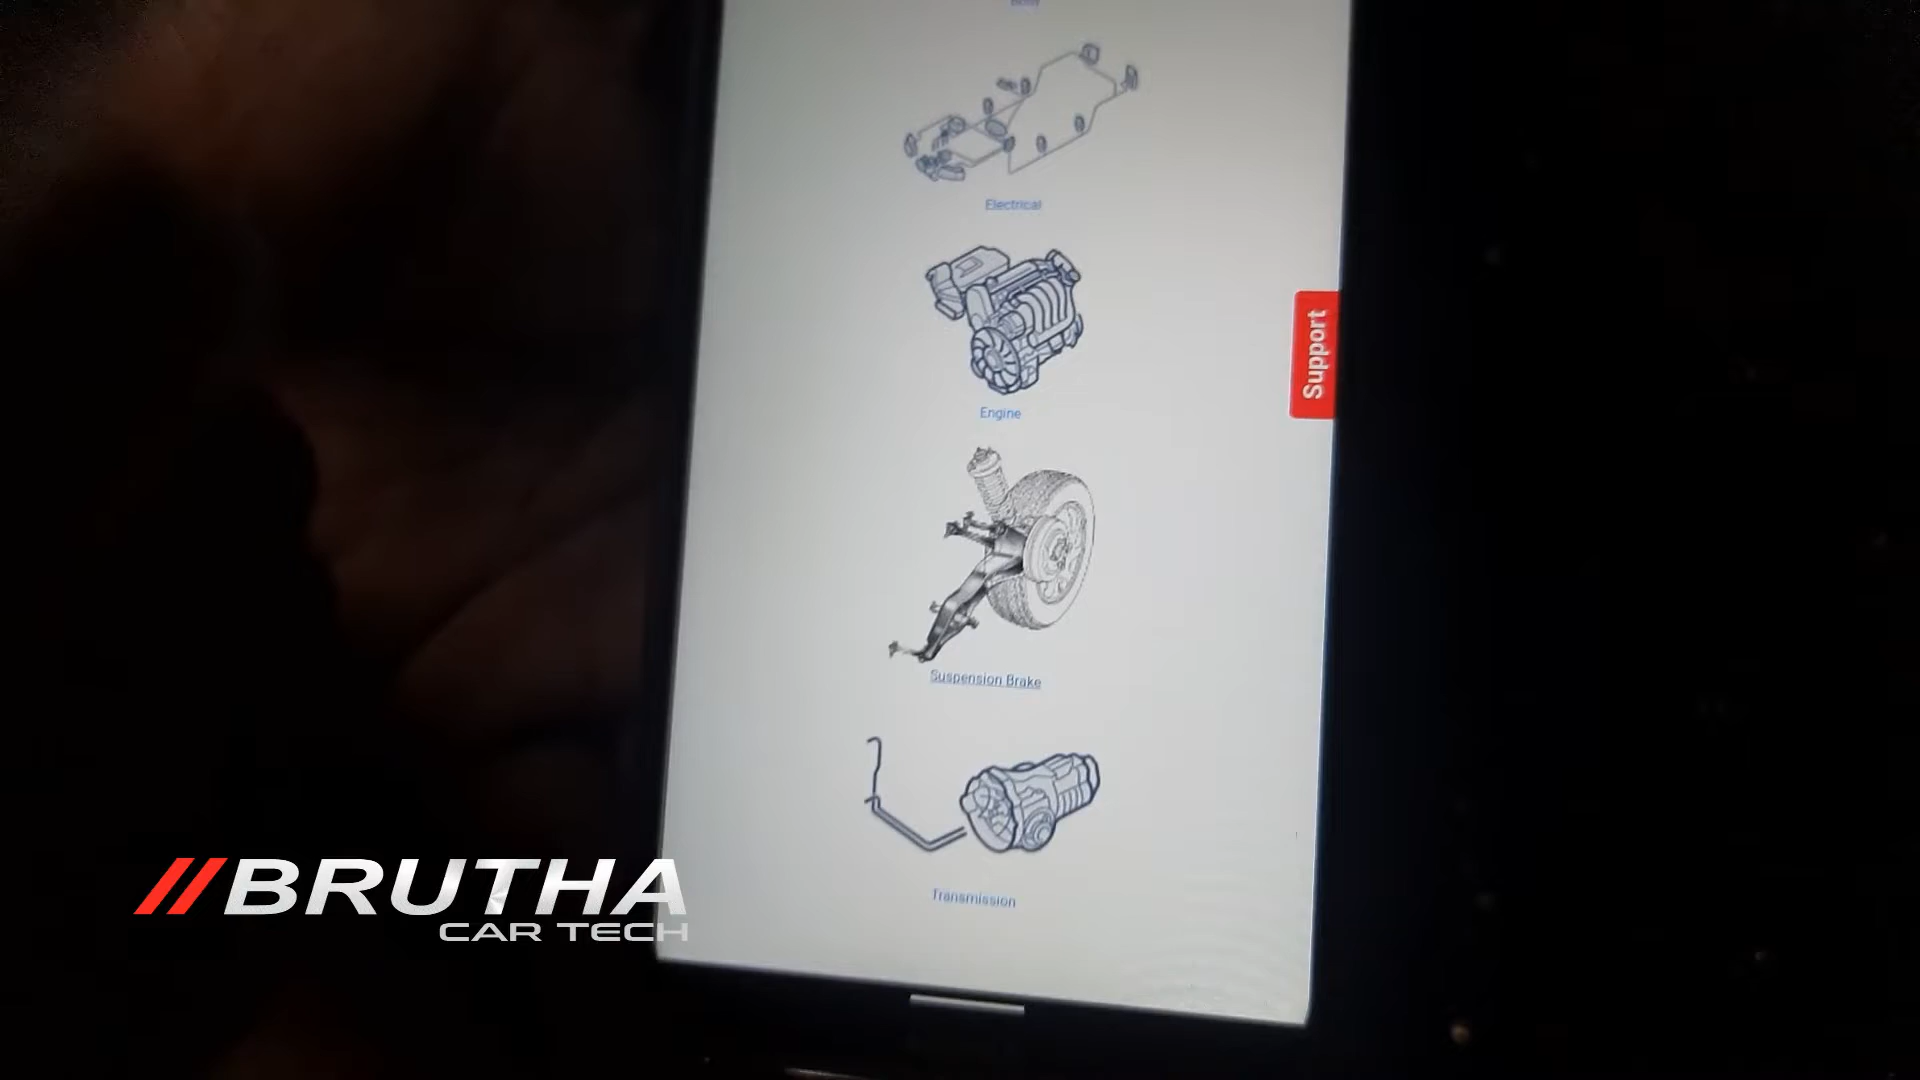 Electrical
Engine
Support
Suspension Brake
Transmission
//BRUTHA
CAR TECH